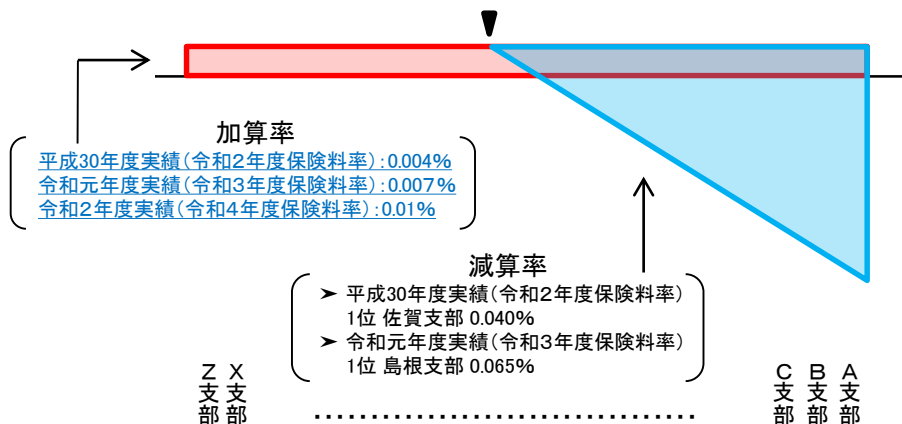 加算率
平成30年度実績(令和２年度保険料率):0.004%
令和元年度実績(令和３年度保険料率):0.007％
令和２年度実績(令和４年度保険料率):0.01%
減算率
➤ 平成30年度実績(令和２年度保険料率)
1位 佐賀支部 0.040%
➤ 令和元年度実績(令和３年度保険料率)
1位 島根支部 0.065%
Ｚ支部
Ｘ支部
Ｃ支部
Ｂ支部
Ａ支部